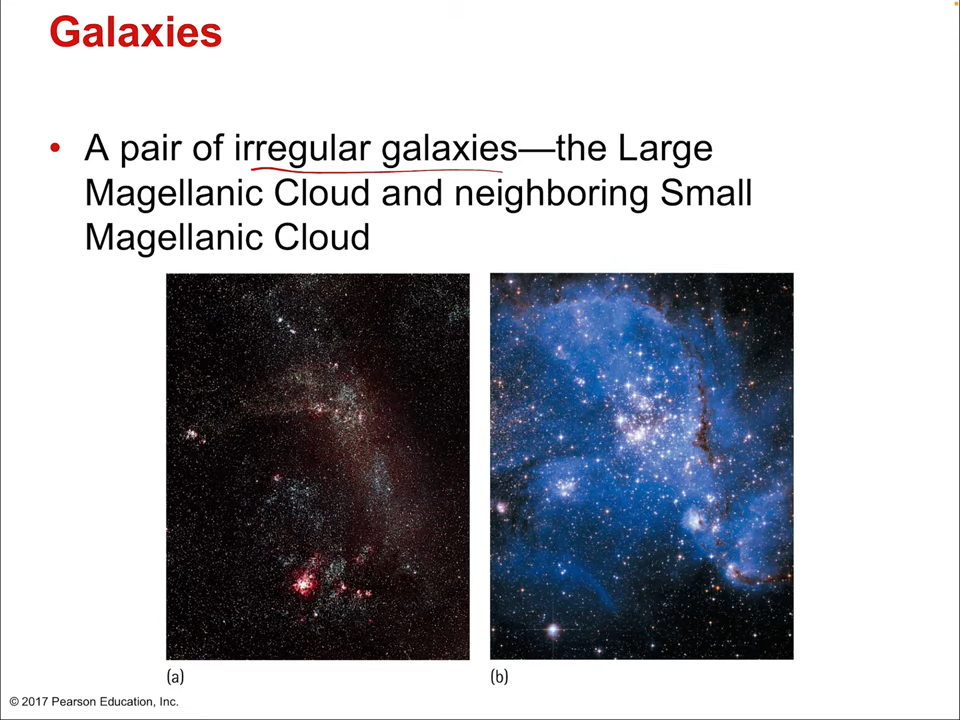 Galaxies
• A pair of irregular galaxies—the Large
Magellanic Cloud and neighboring Small
Magellanic Cloud
(a)
(b)
© 2017 Pearson Education, Inc.